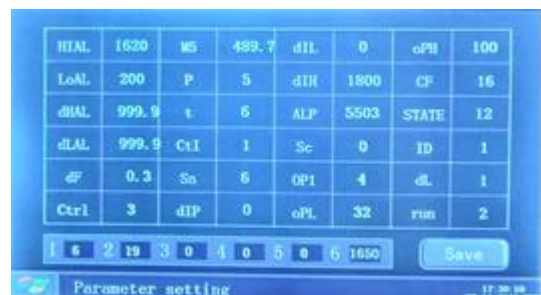 HIAL 1620 M5 489.7 dIL 0 oPH 100
LoAL 200 P 5 dIH 1800 CF 16
dHAL 999.9 t 6 ALP 5503 STATE 12
dLAL 999.9 CtI 1 Sc 0 ID 1
dF 0.3 Sn 6 OP1 4 dL 1
Ctrl 3 dIP 0 oPL 32 run 2
1 6 2 19 3 0 4 0 5 0 6 1650 Save
Parameter setting